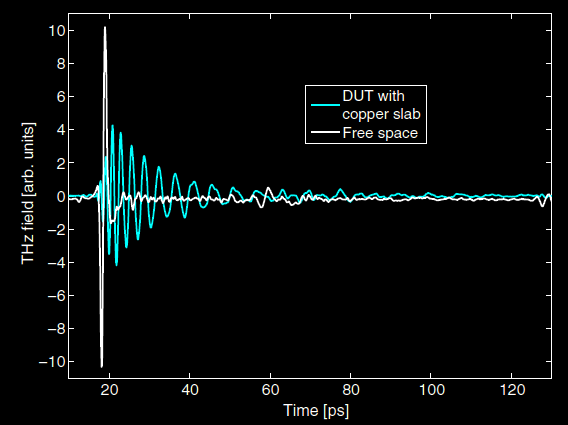 10
8
6
4
2
0
−2
−4
−6
−8
−10
THz field [arb. units]
DUT with
copper slab
Free space
20 40 60 80 100 120
Time [ps]